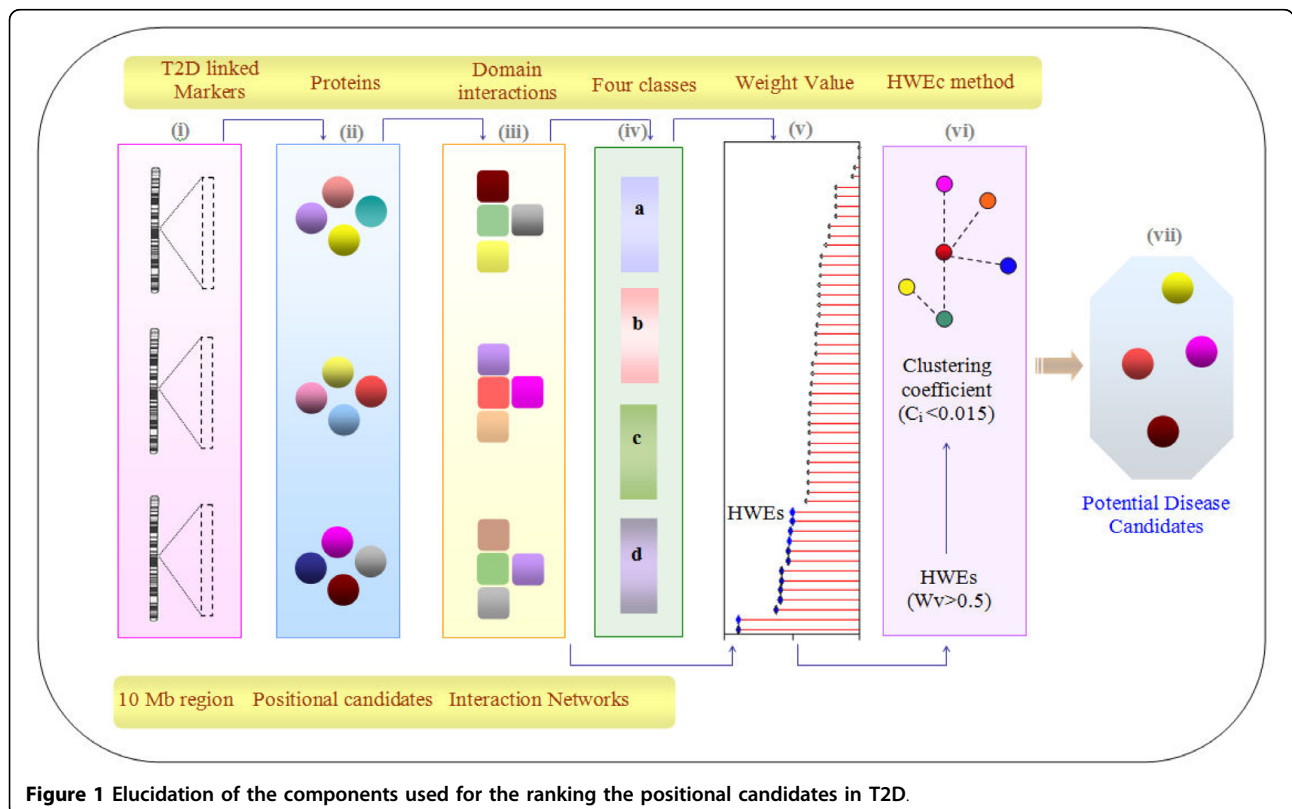 T2D linked
Markers
Proteins
Domain
interactions
Four classes
Weight Value
HWEc method
(i)
(ii)
(iii)
(iv)
(v)
(vi)
(vii)
a
b
c
d
HWEs
Clustering
coefficient
(Ci<0.015)
HWEs
(Wv>0.5)
Potential Disease
Candidates
10 Mb region
Positional candidates
Interaction Networks
Figure 1 Elucidation of the components used for the ranking the positional candidates in T2D.